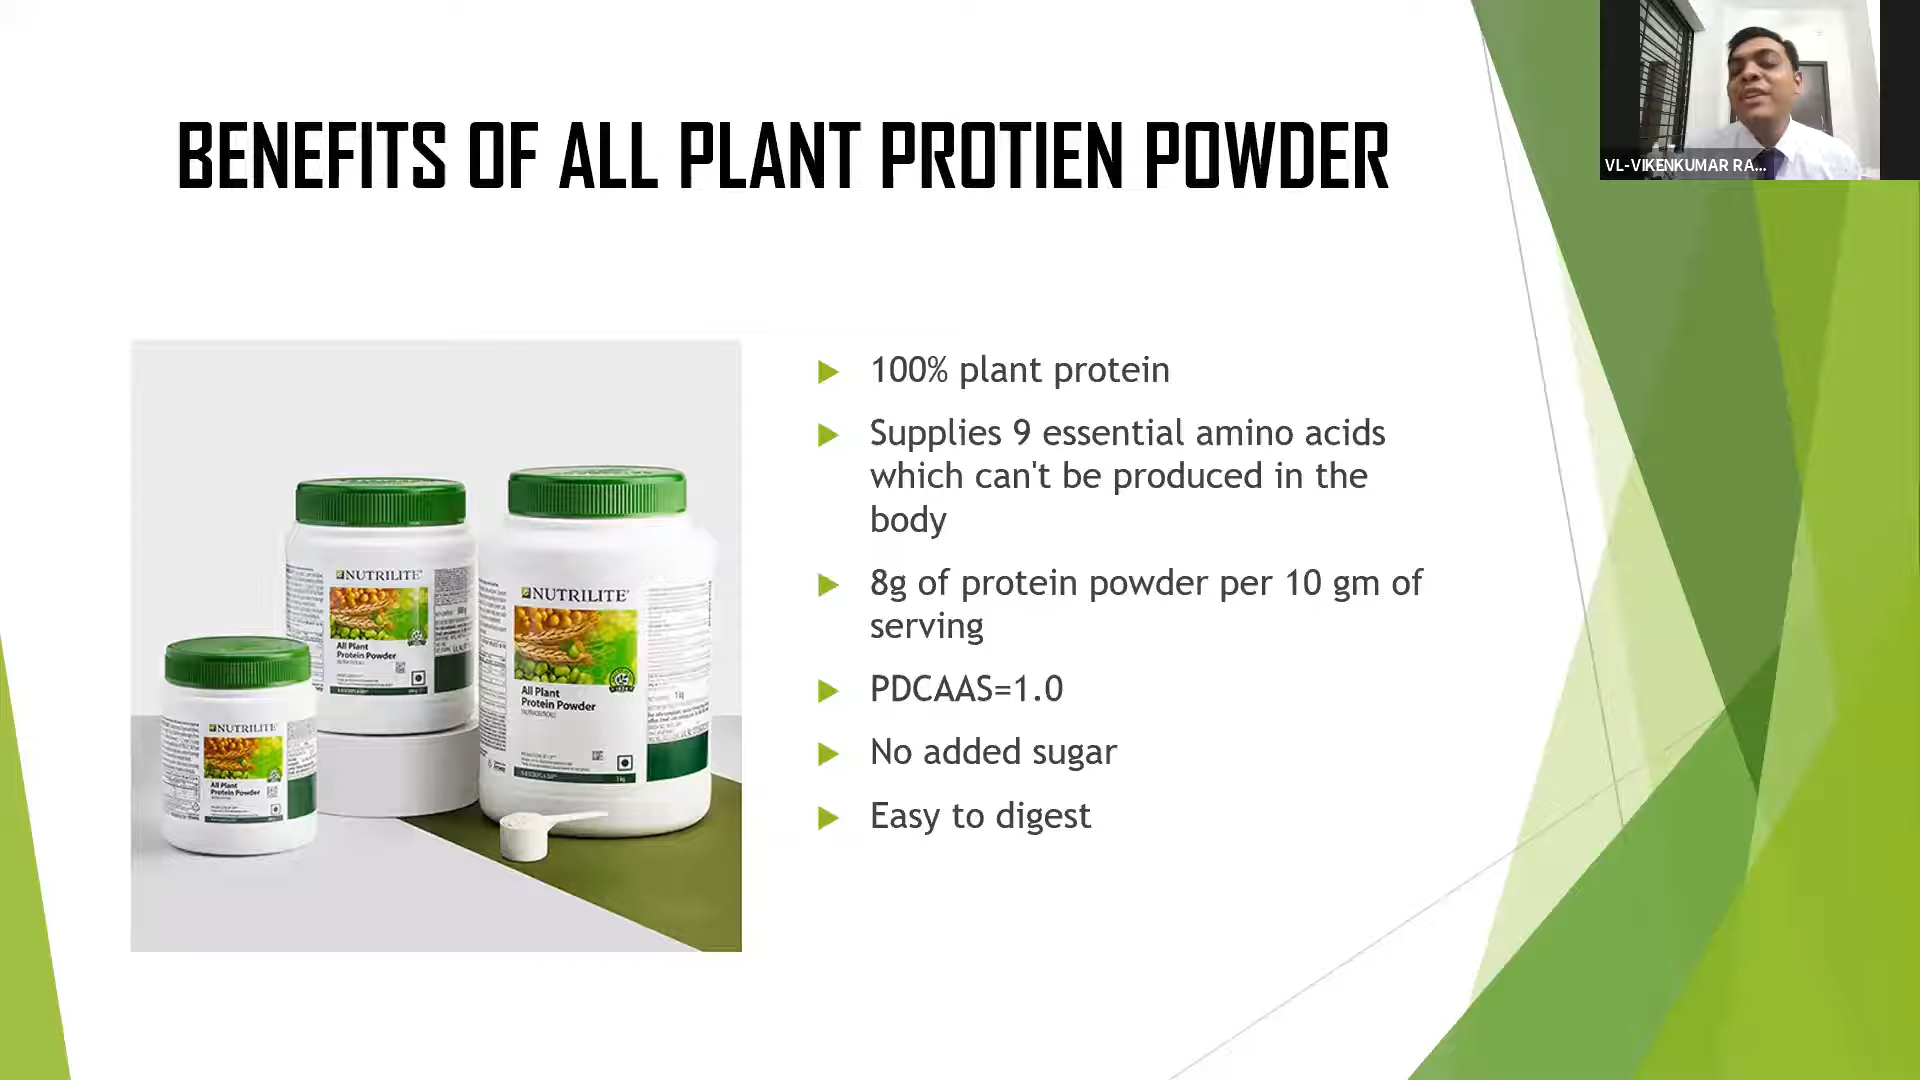 BENEFITS OF ALL PLANT PROTIEN POWDER
VL-VIKENKUMAR RA...
100% plant protein
Supplies 9 essential amino acids
which can't be produced in the
body
8g of protein powder per 10 gm of
serving
PDCAAS=1.0
No added sugar
Easy to digest
NUTRILITE
All Plant
Protein Powder
NUTRILITE
All Plant
Protein Powder
1 kg
NUTRILITE
All Plant
Protein Powder